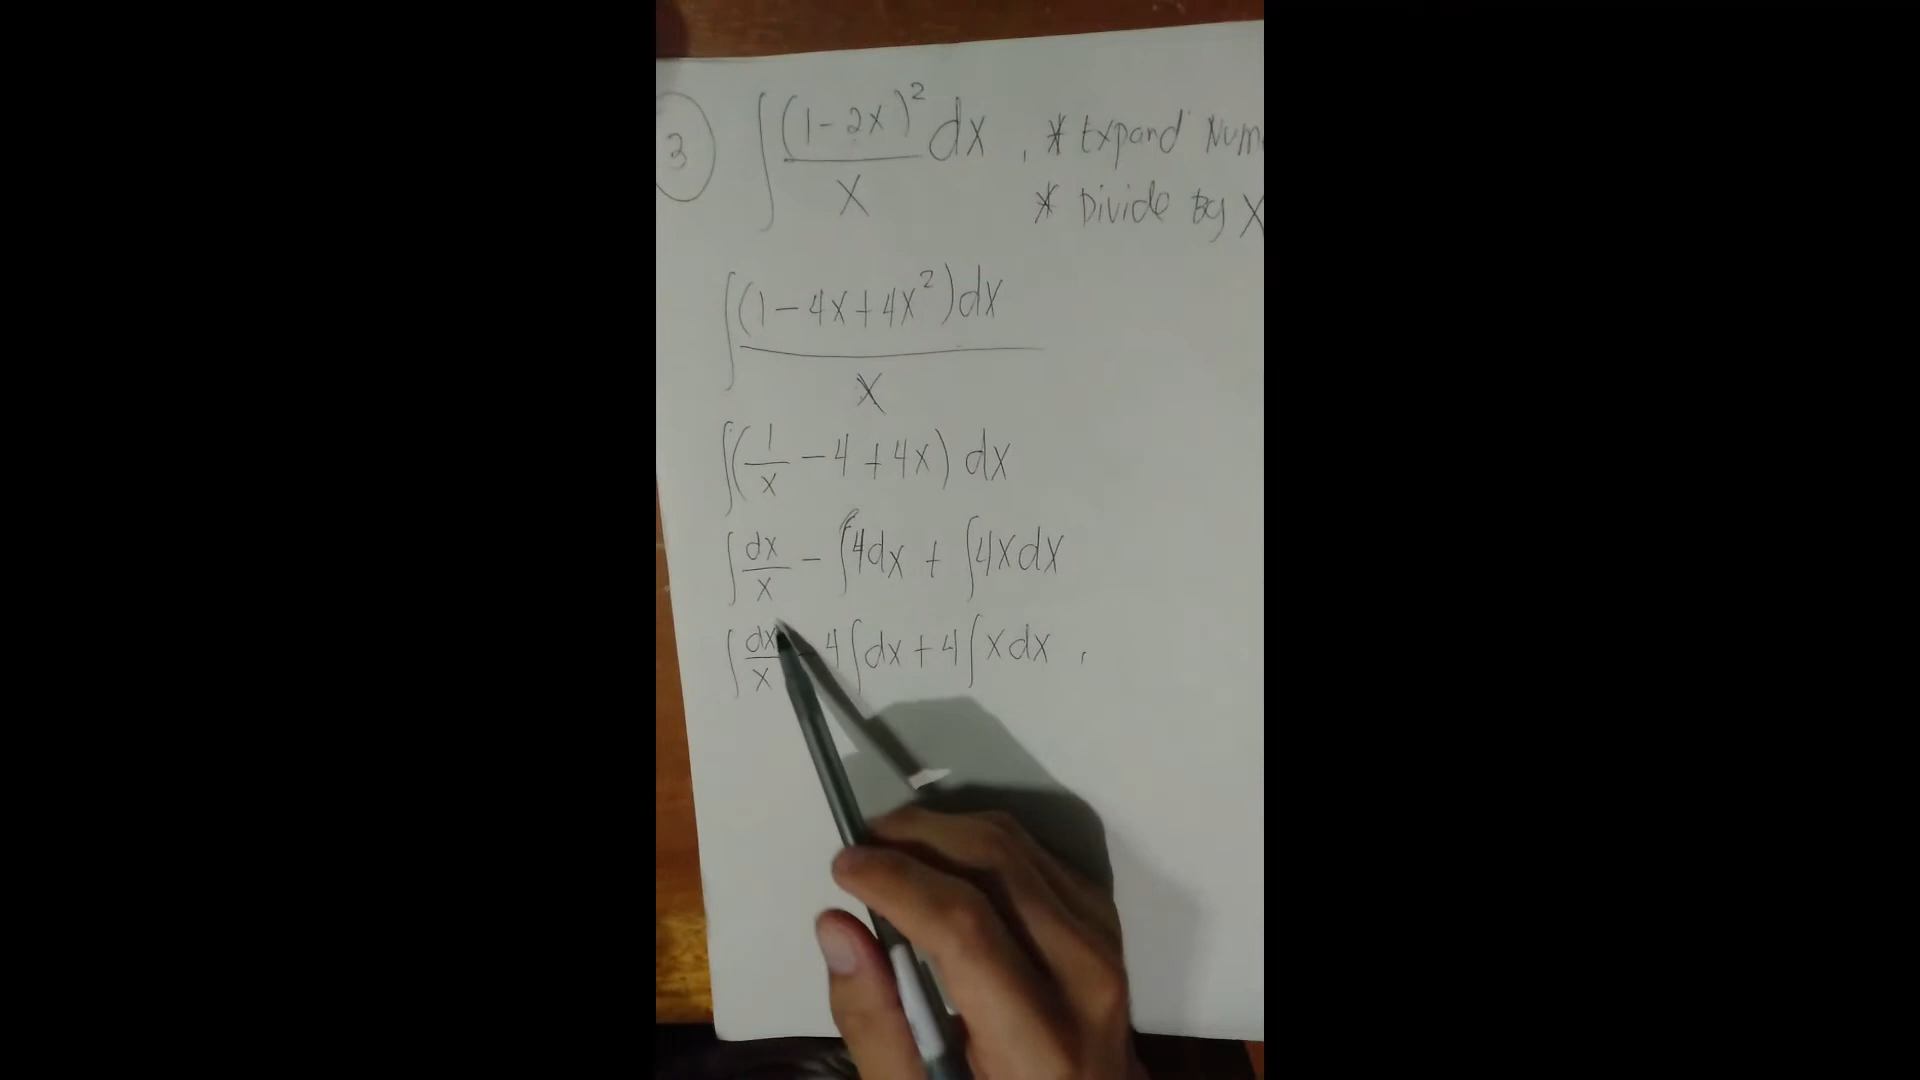 3 ∫ (1-2x)² / x dx , * Expand
* Divide By X
∫ (1-4x+4x²)dx / x
∫ (1/x - 4 + 4x) dx
∫ dx/x - ∫4dx + ∫4xdx
∫ dx/x - 4∫dx + 4∫xdx ,